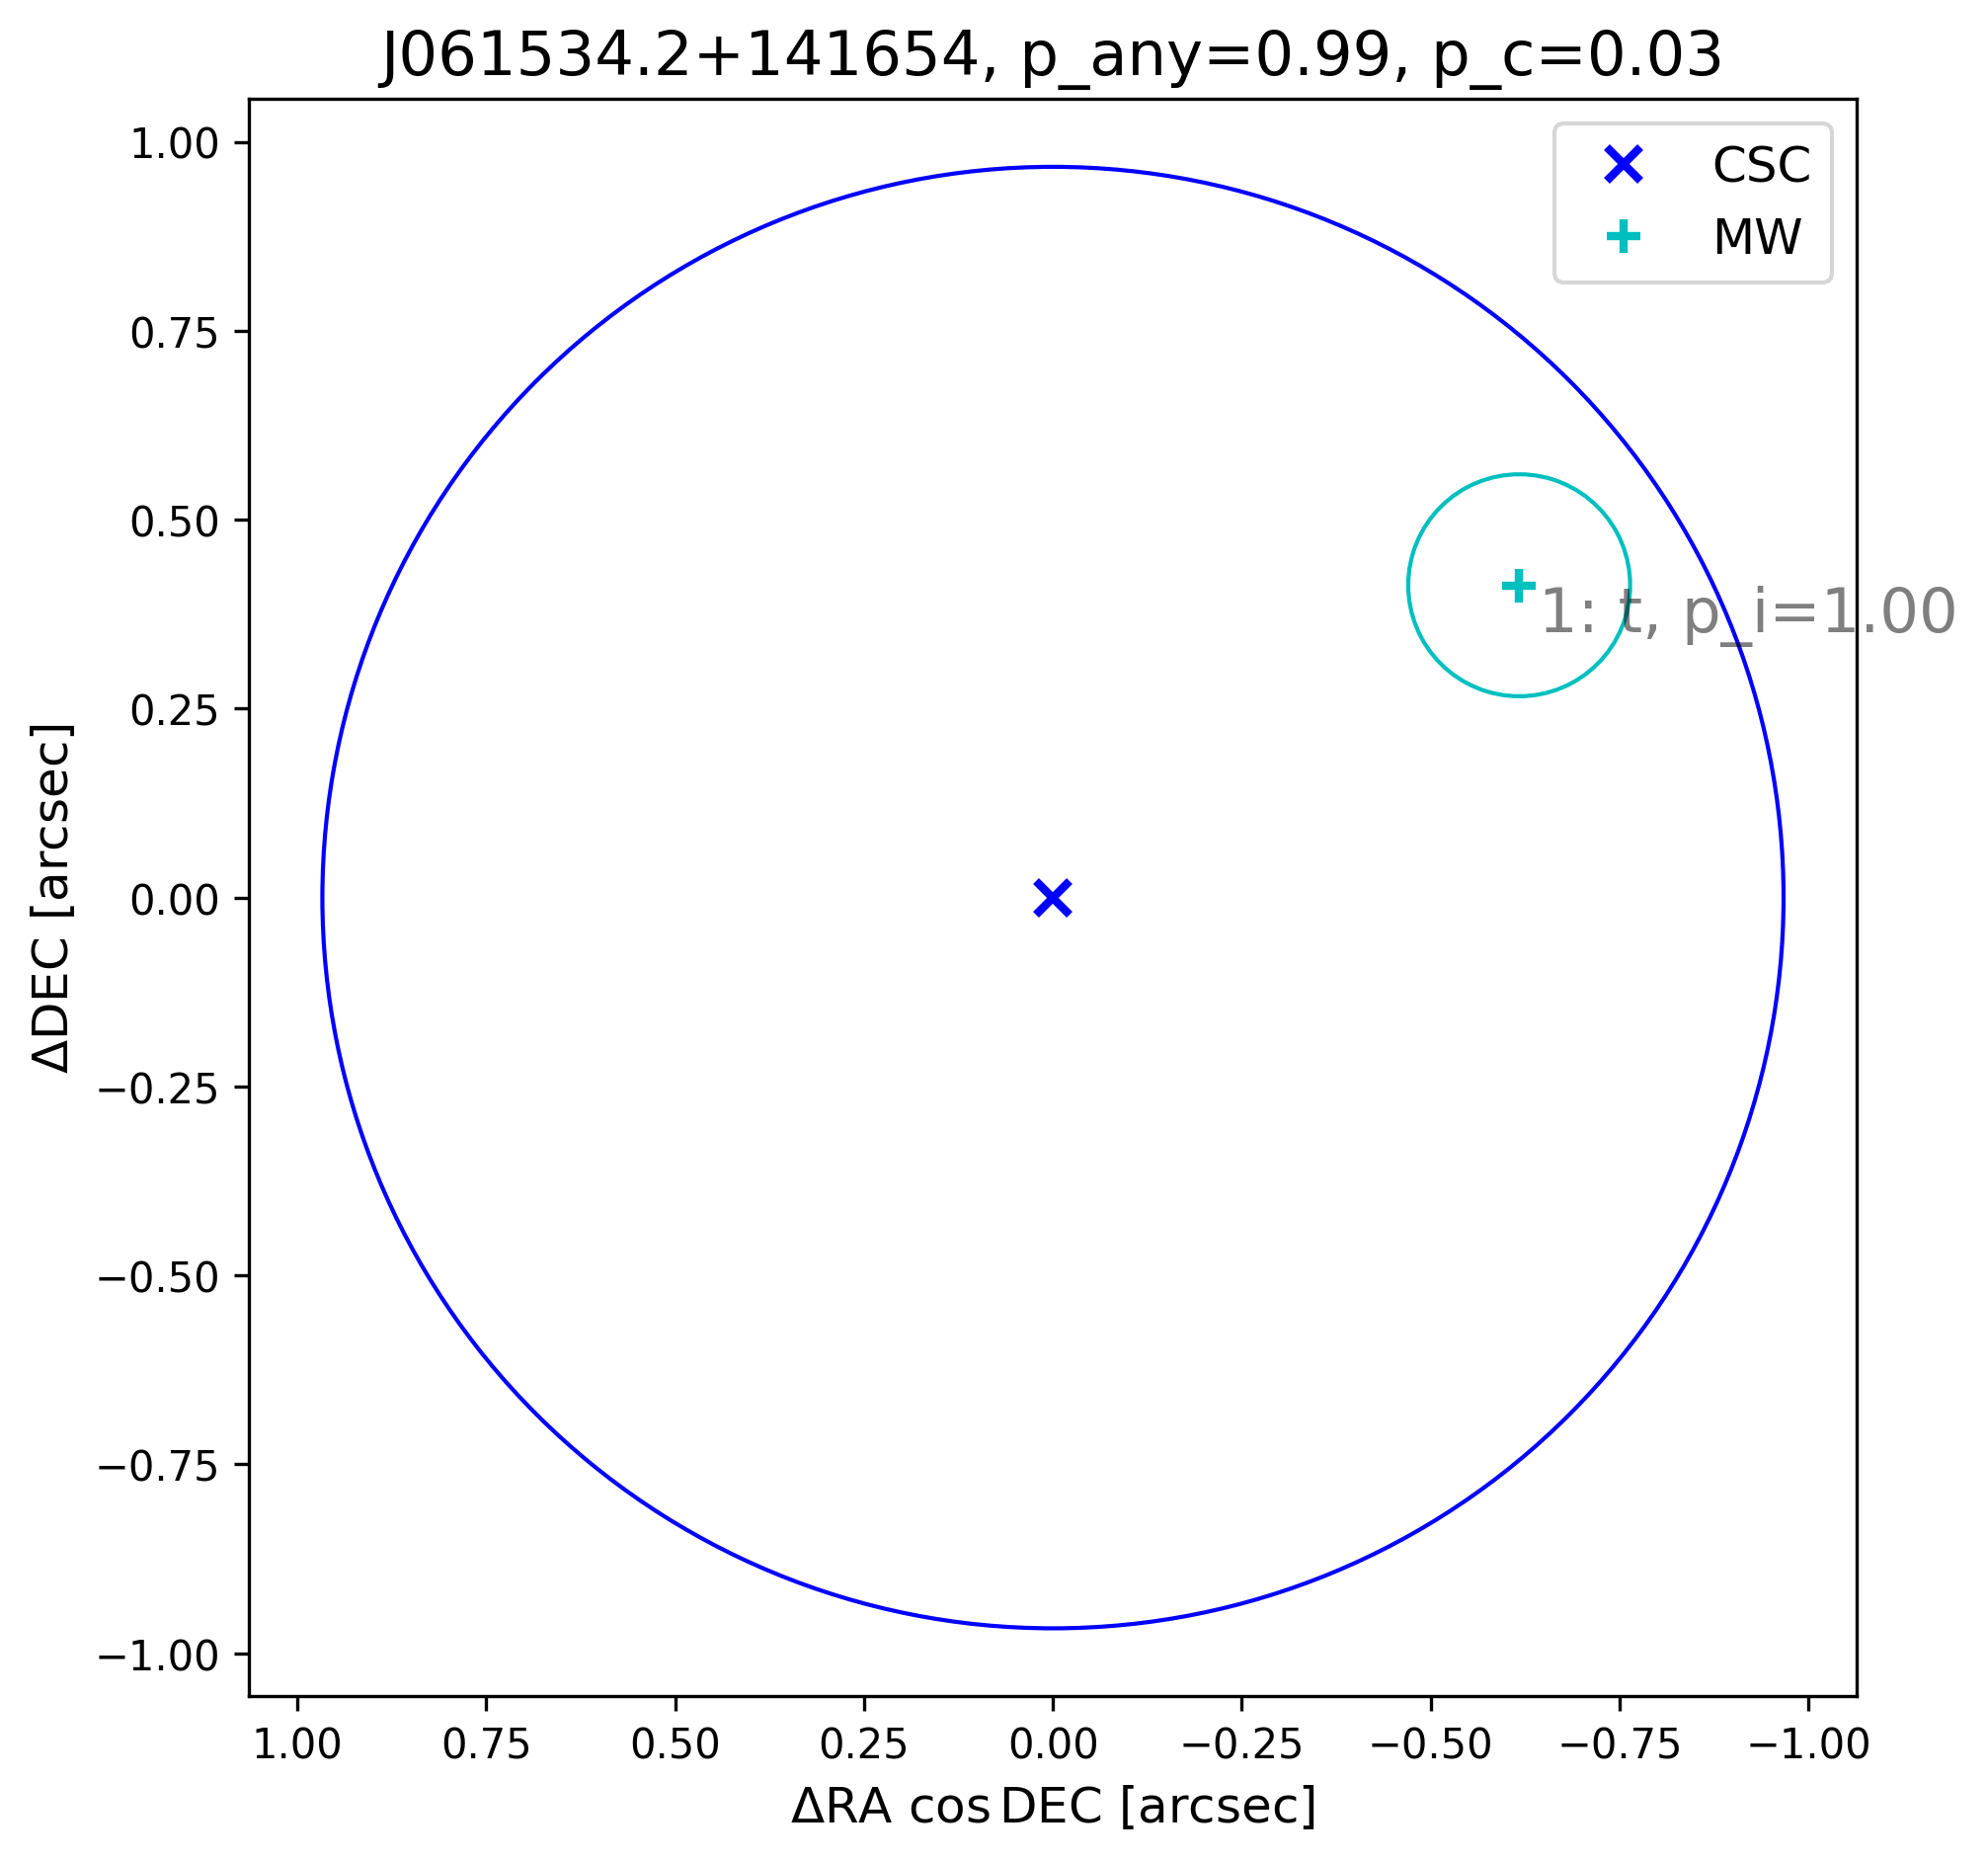 J061534.2+141654, p_any=0.99, p_c=0.03
CSC
MW
1: t, p_i=1.00
1.00
0.75
0.50
0.25
0.00
−0.25
−0.50
−0.75
−1.00
ΔDEC [arcsec]
1.00 0.75 0.50 0.25 0.00 −0.25 −0.50 −0.75 −1.00
ΔRA cos DEC [arcsec]